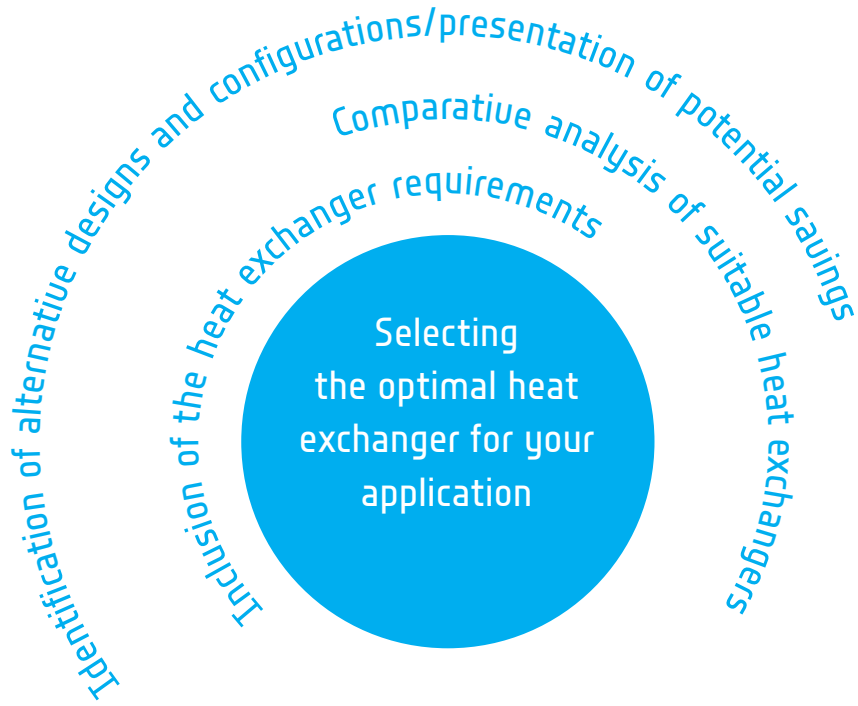 Identification of alternative designs and configurations/presentation of potential savings
Comparative analysis of suitable heat exchangers
Inclusion of the heat exchanger requirements
Selecting
the optimal heat
exchanger for your
application